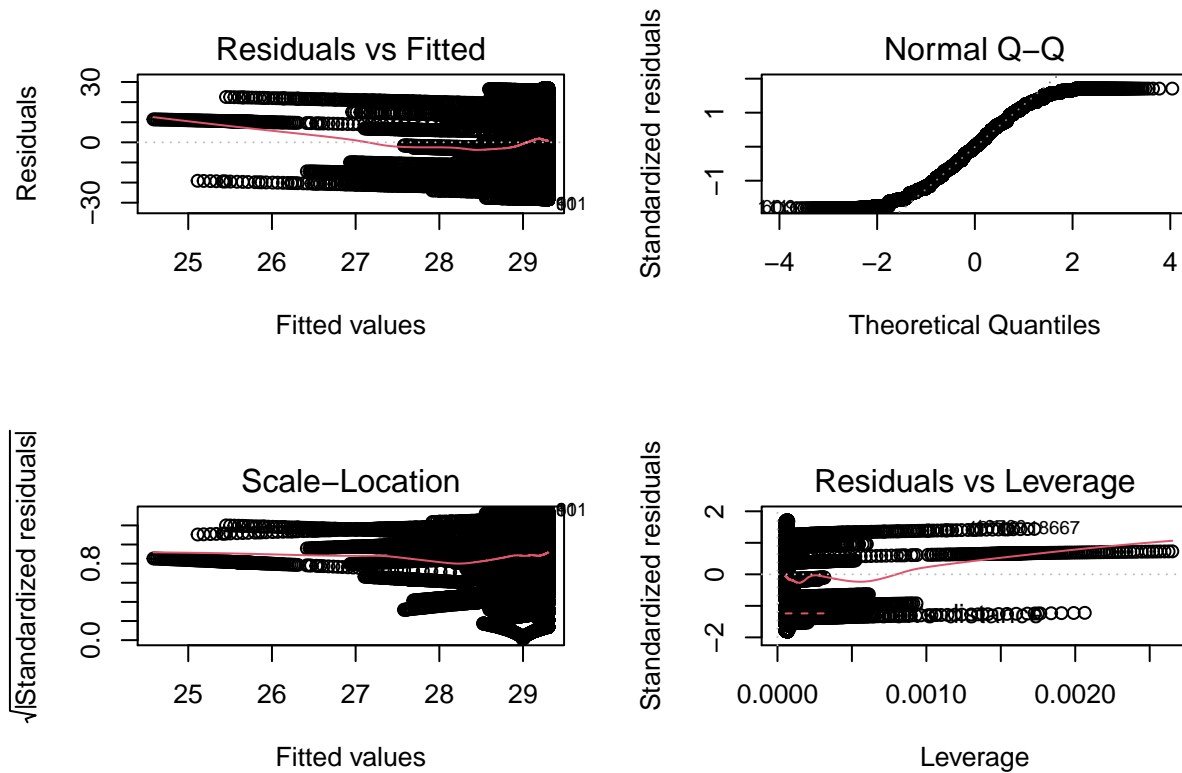 Residuals vs Fitted
Residuals
30
0
−30
25 26 27 28 29
Fitted values
Normal Q−Q
Standardized residuals
1
−1
−4 −2 0 2 4
Theoretical Quantiles
Scale−Location
√|Standardized residuals|
0.8
0.0
25 26 27 28 29
Fitted values
Residuals vs Leverage
Standardized residuals
2
0
−2
18667
0.0000 0.0010 0.0020
Leverage